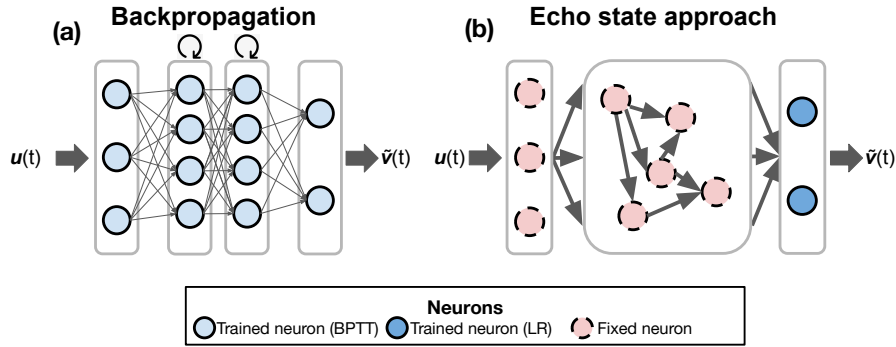 Backpropagation
Echo state approach
(a)
(b)
u(t)
ṽ(t)
u(t)
ṽ(t)
Neurons
Trained neuron (BPTT) Trained neuron (LR) Fixed neuron